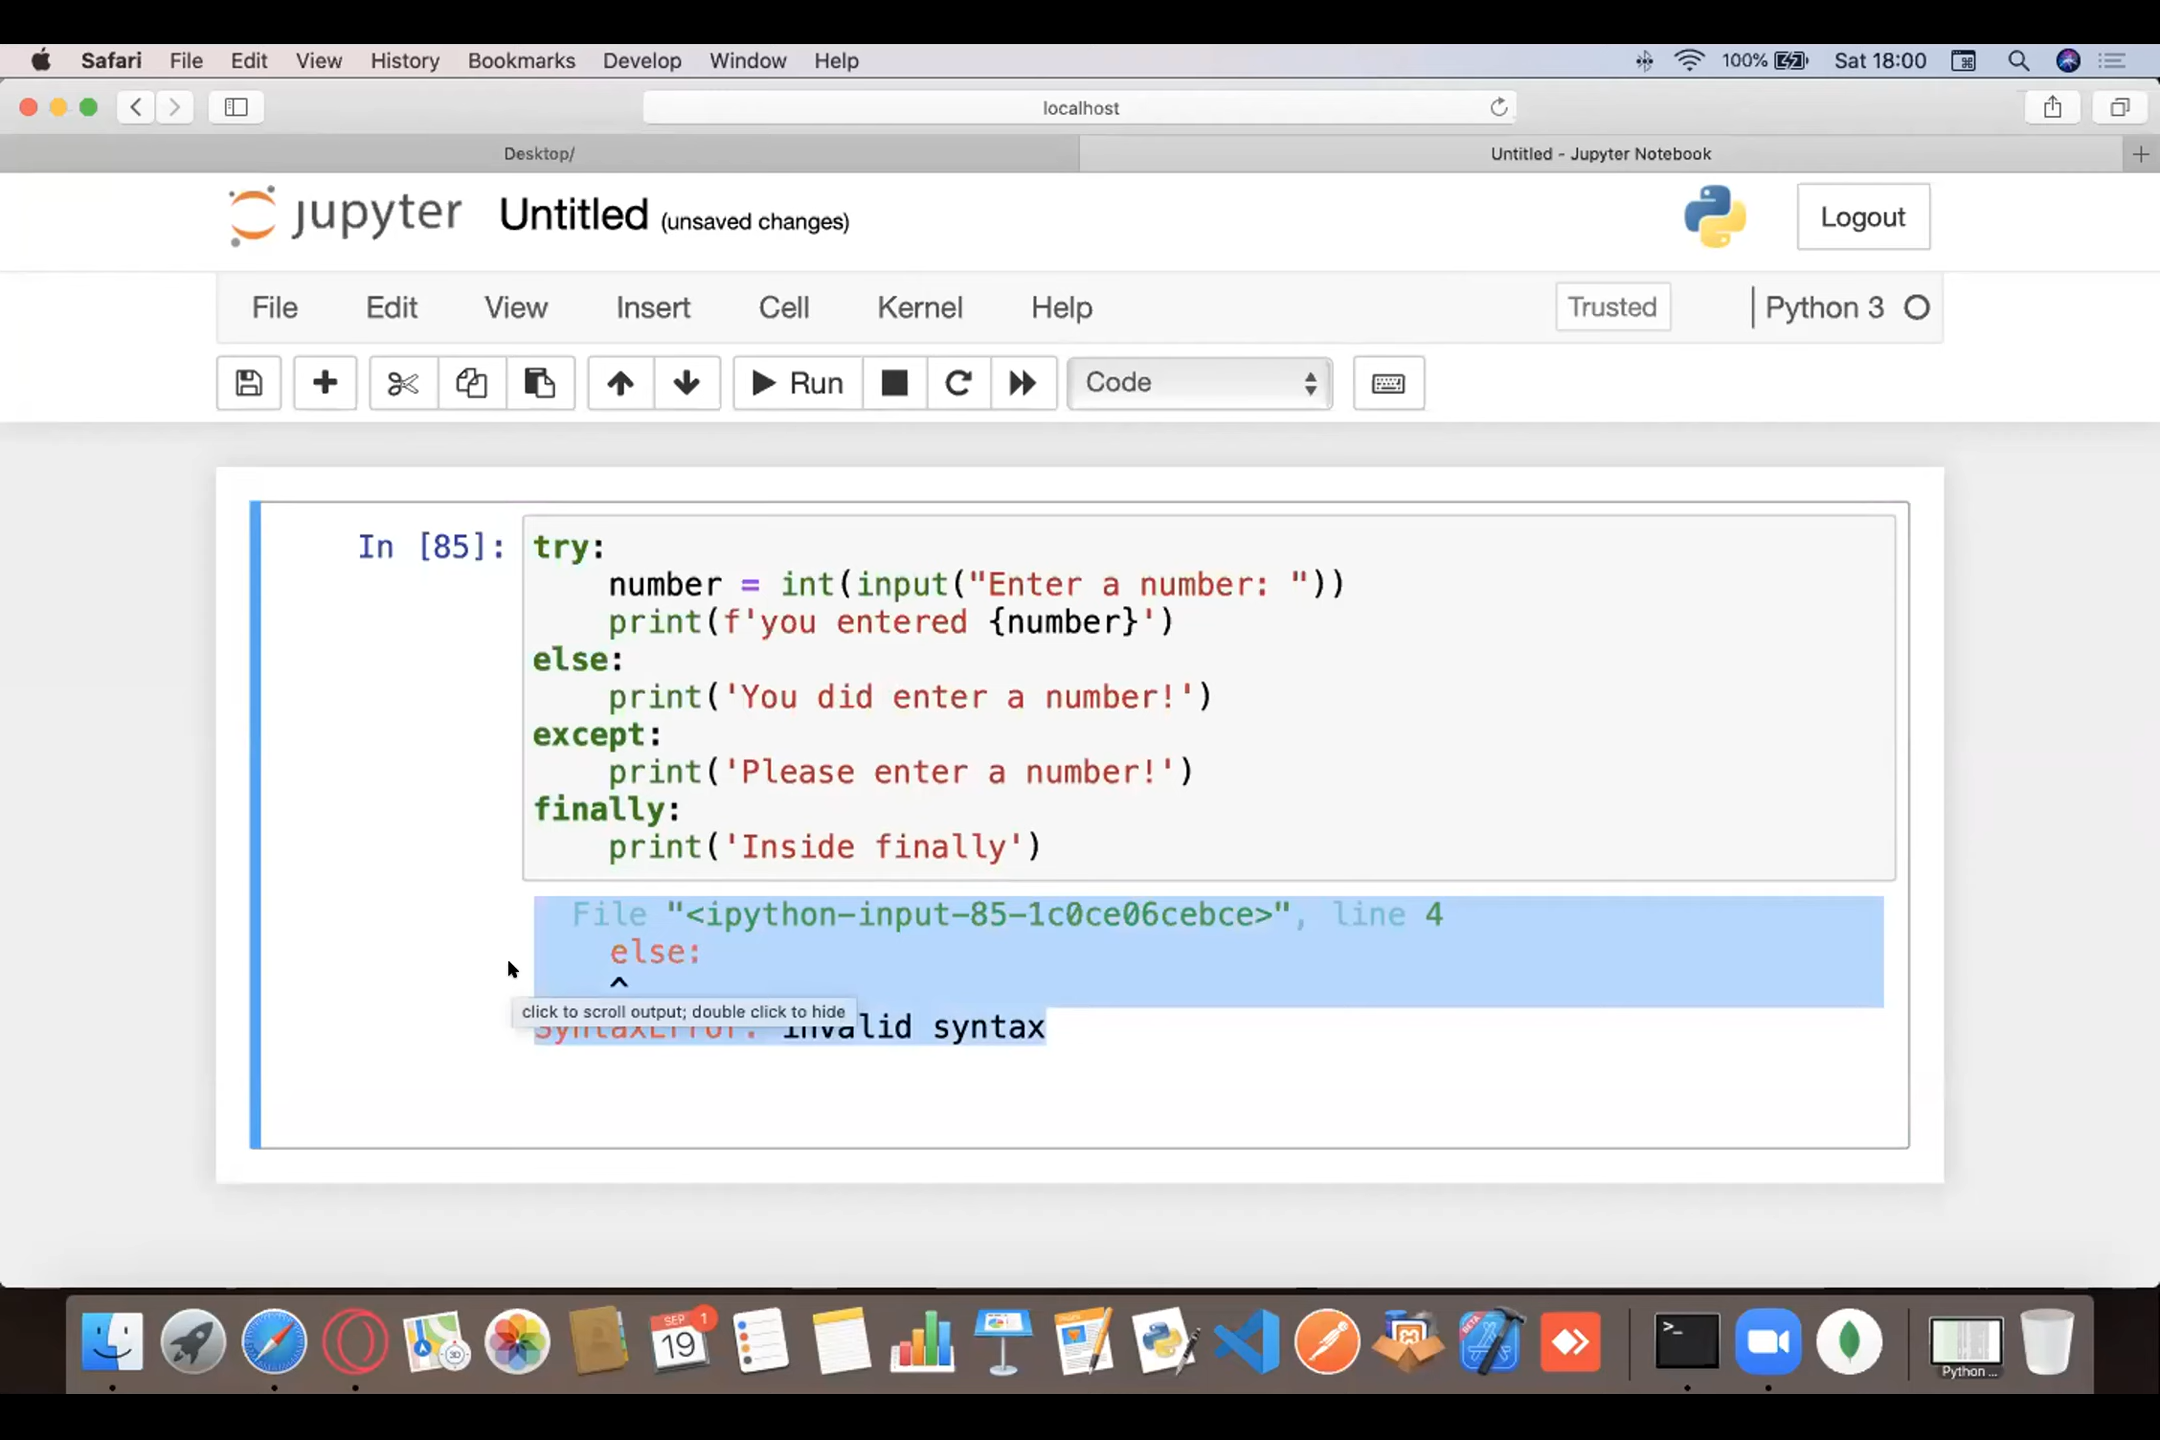 Safari File Edit View History Bookmarks Develop Window Help 100% Sat 18:00
localhost
Desktop/ Untitled - Jupyter Notebook
jupyter Untitled (unsaved changes) Logout
File Edit View Insert Cell Kernel Help Trusted Python 3
Run Code
In [85]: try:
    number = int(input("Enter a number: "))
    print(f'you entered {number}')
else:
    print('You did enter a number!')
except:
    print('Please enter a number!')
finally:
    print('Inside finally')
File "<ipython-input-85-1c0ce06cebce>", line 4
    else:
    ^
click to scroll output; double click to hide
SyntaxError: invalid syntax
SEP 1
19
3D
BETA
>_
Python ...